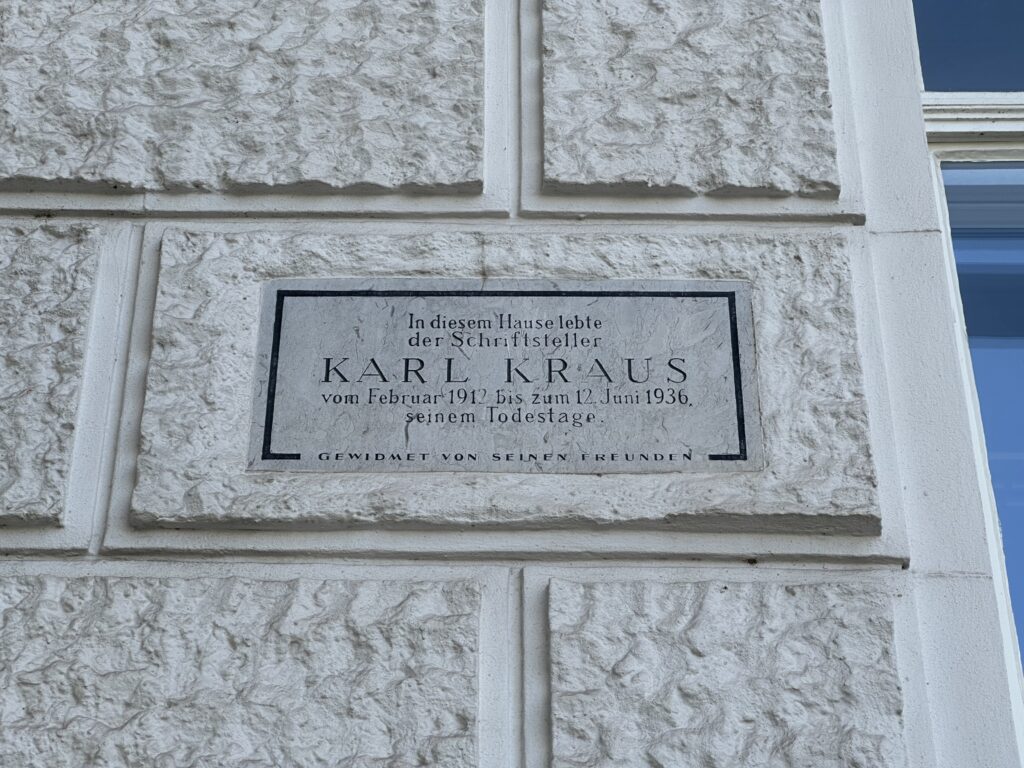 In diesem Hause lebte
der Schriftsteller
KARL KRAUS
vom Februar 1912 bis zum 12. Juni 1936,
seinem Todestage.
GEWIDMET VON SEINEN FREUNDEN